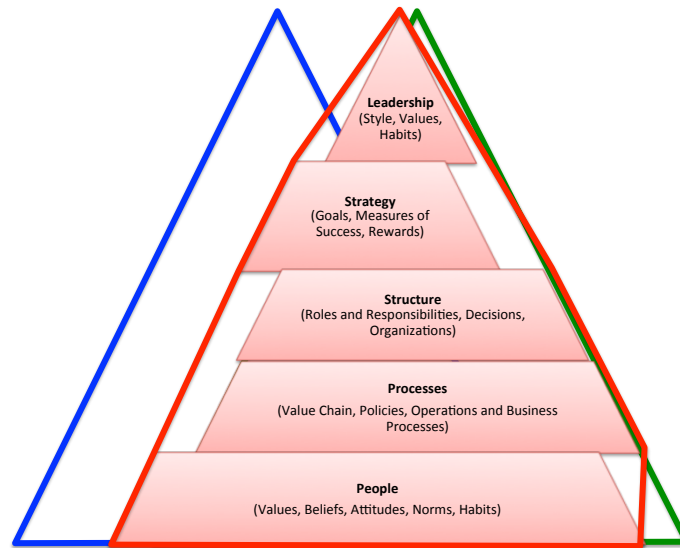 Leadership
(Style, Values,
Habits)
Strategy
(Goals, Measures of
Success, Rewards)
Structure
(Roles and Responsibilities, Decisions,
Organizations)
Processes
(Value Chain, Policies, Operations and Business
Processes)
People
(Values, Beliefs, Attitudes, Norms, Habits)